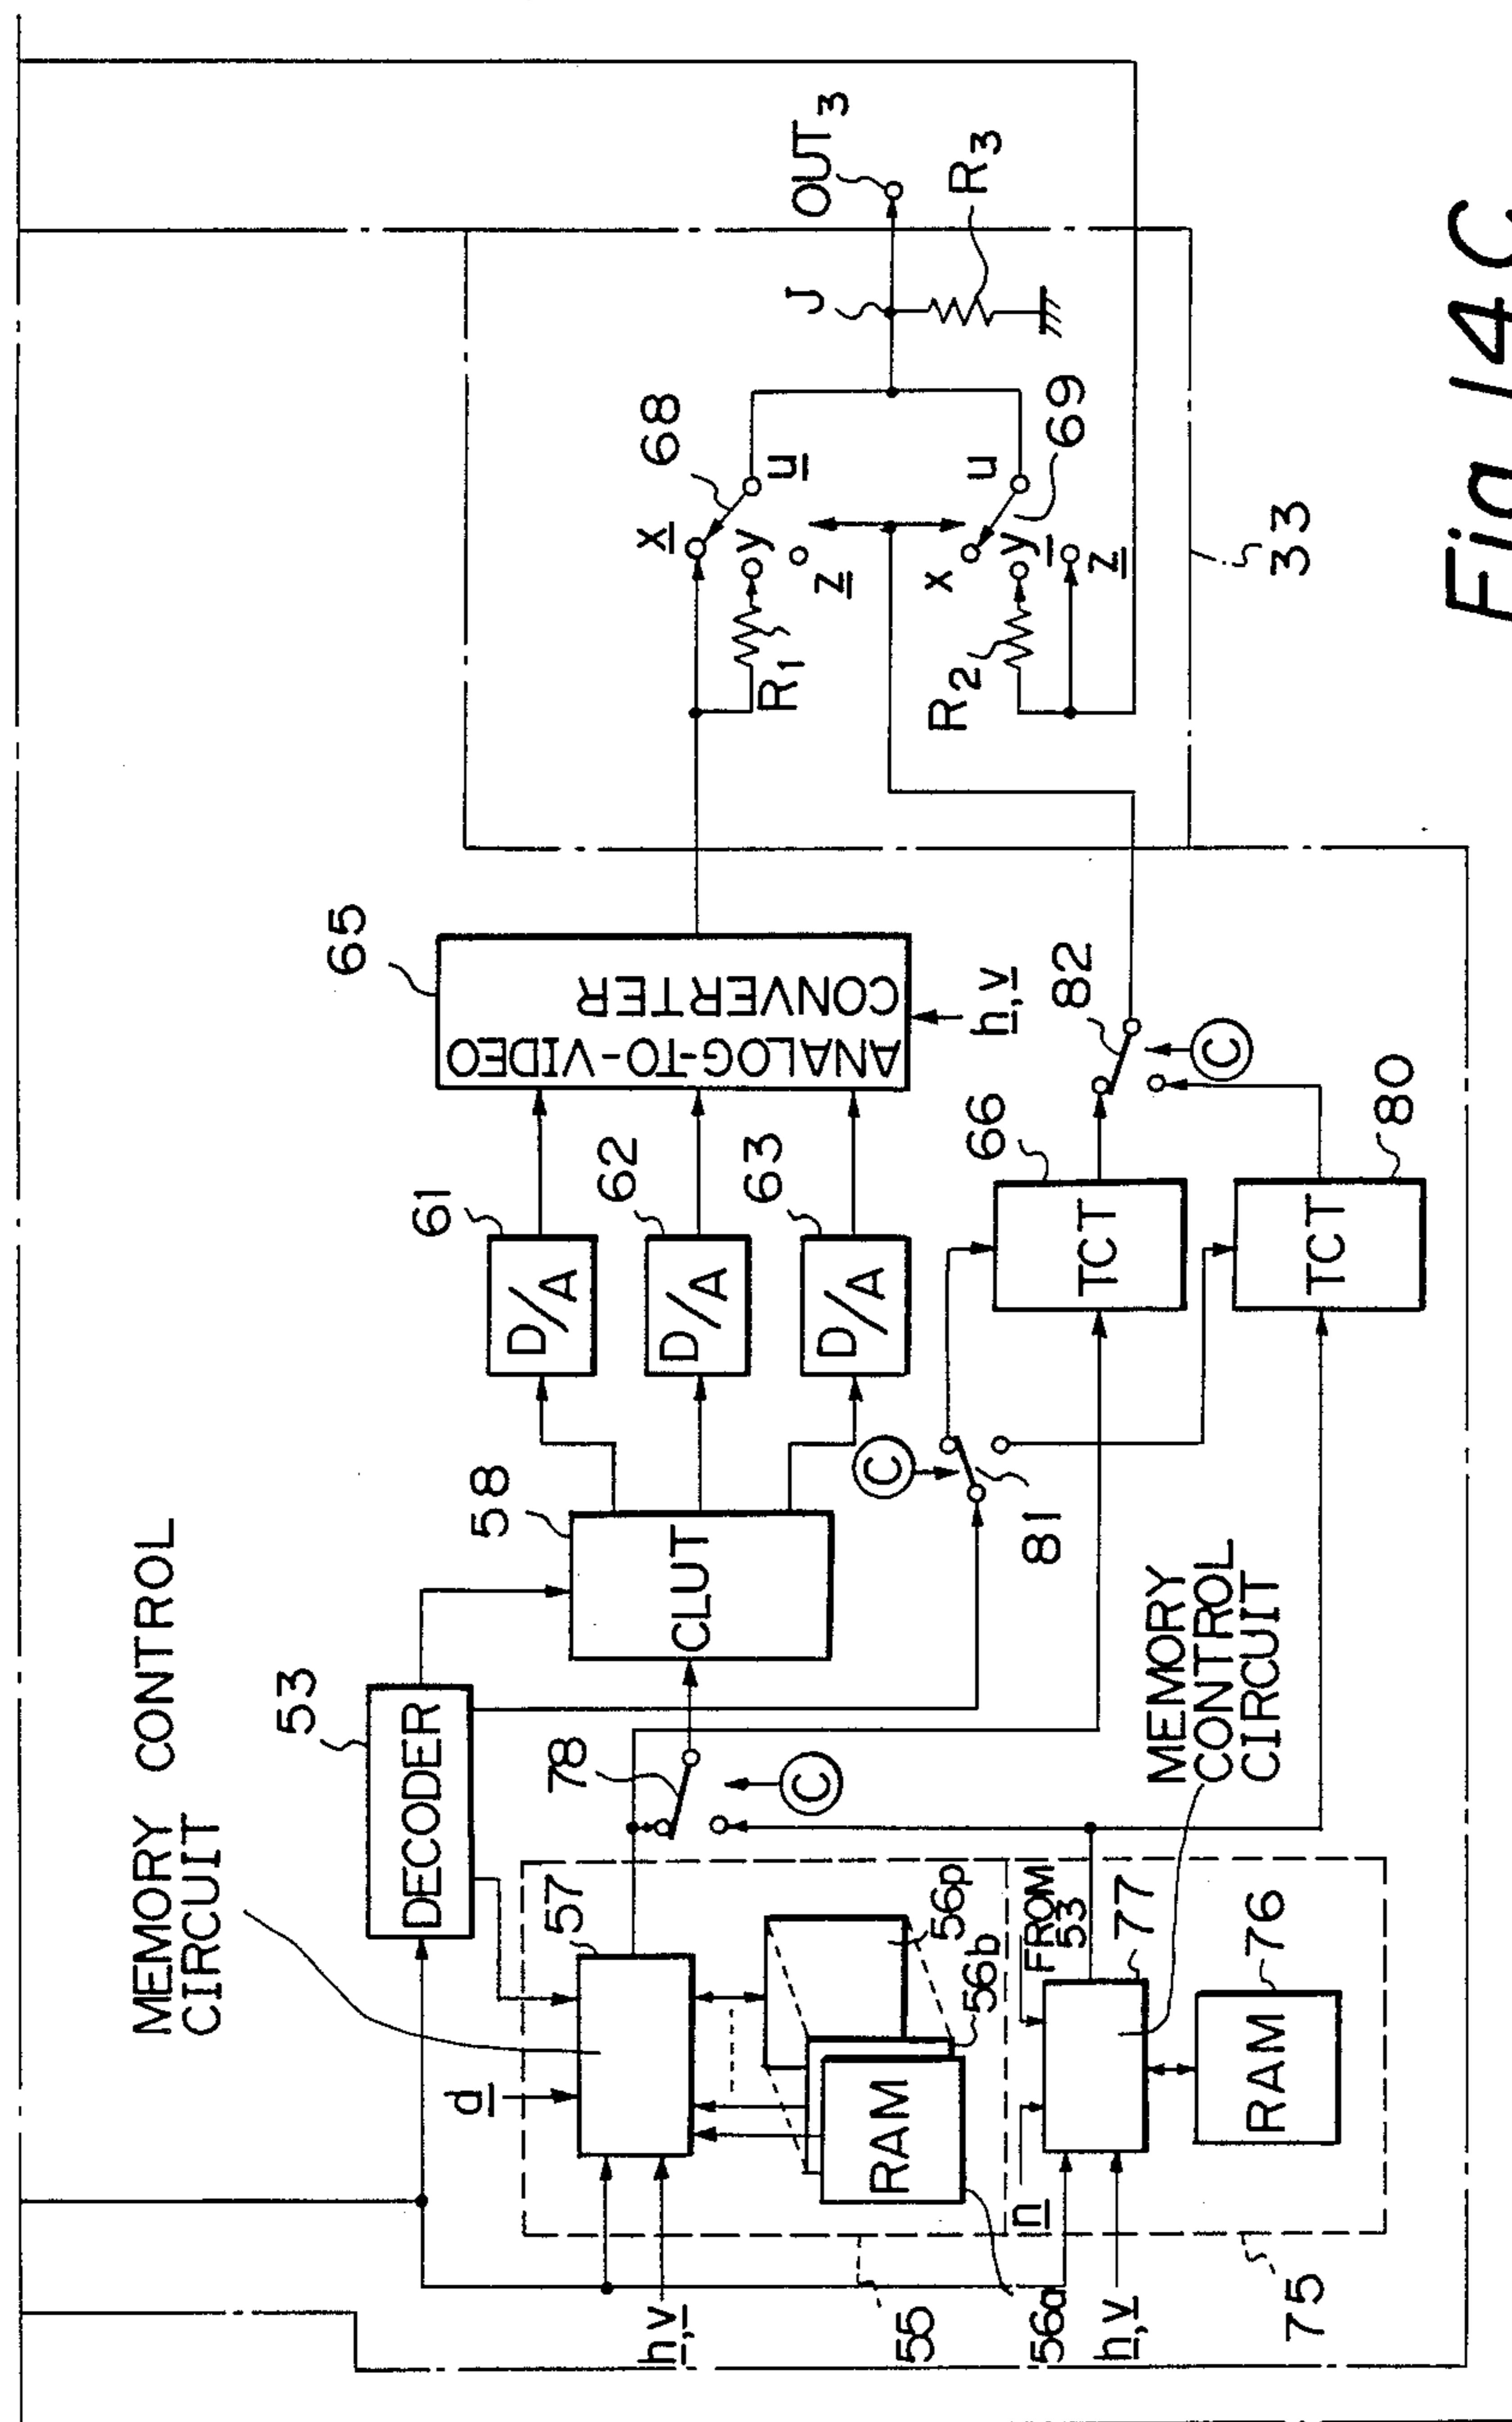 MEMORY CONTROL
CIRCUIT
53
DECODER
d
57
h,v
78
C
RAM
56a
56b
56p
55
58
CLUT
61
D/A
62
D/A
63
D/A
65
ANALOG-TO-VIDEO
CONVERTER
h,v
C
81
66
TCT
80
TCT
82
C
FROM
53
n
77
h,v
MEMORY
CONTROL
CIRCUIT
76
RAM
75
68
x
y
z
u
R1
69
x
y
z
u
R2
J
R3
OUT3
33
Fig. 14C